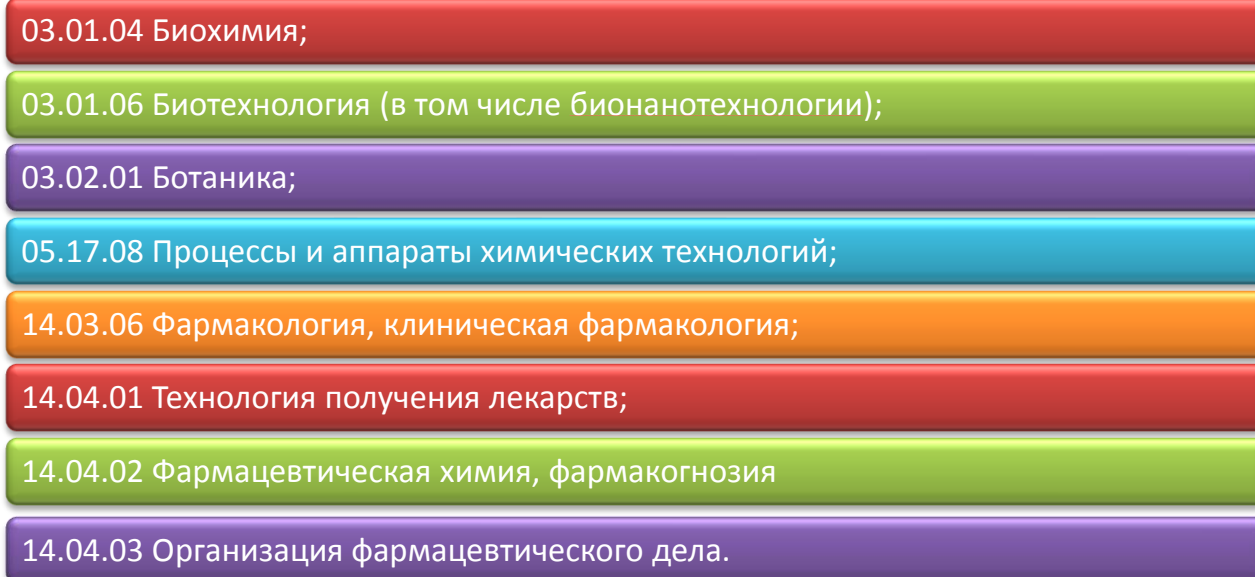 03.01.04 Биохимия;
03.01.06 Биотехнология (в том числе бионанотехнологии);
03.02.01 Ботаника;
05.17.08 Процессы и аппараты химических технологий;
14.03.06 Фармакология, клиническая фармакология;
14.04.01 Технология получения лекарств;
14.04.02 Фармацевтическая химия, фармакогнозия
14.04.03 Организация фармацевтического дела.